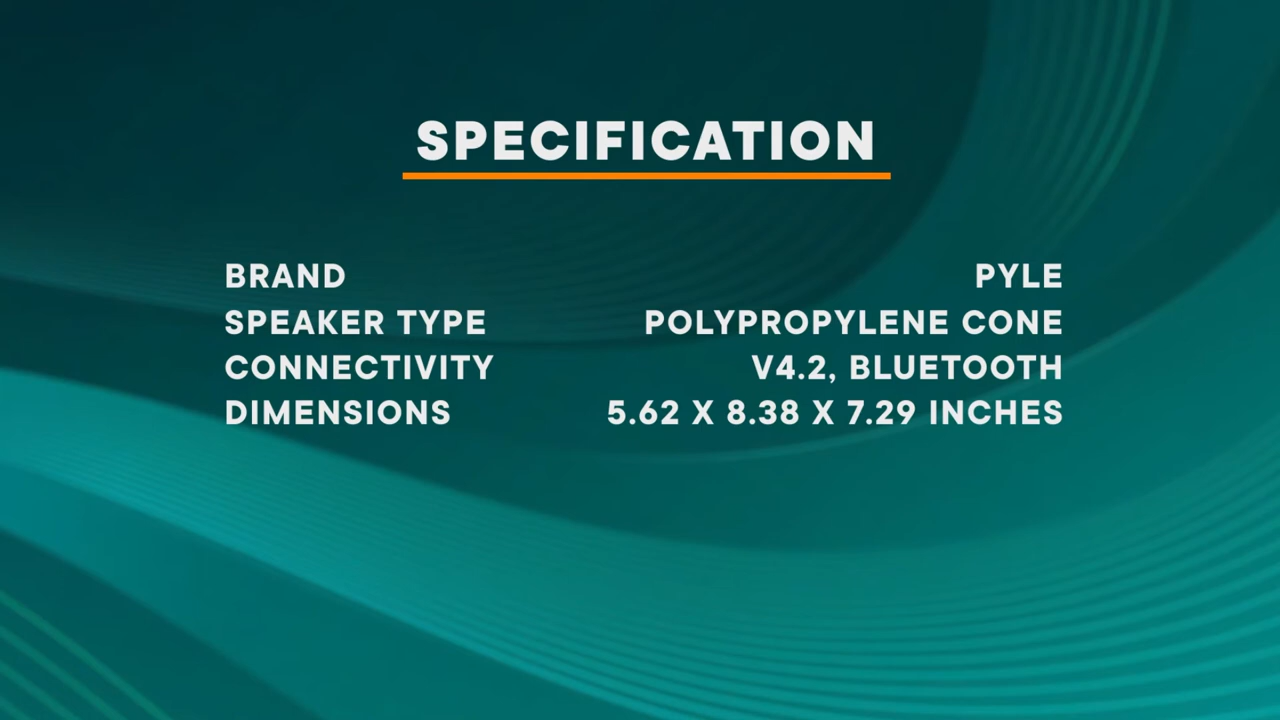 SPECIFICATION
BRAND PYLE
SPEAKER TYPE POLYPROPYLENE CONE
CONNECTIVITY V4.2, BLUETOOTH
DIMENSIONS 5.62 X 8.38 X 7.29 INCHES